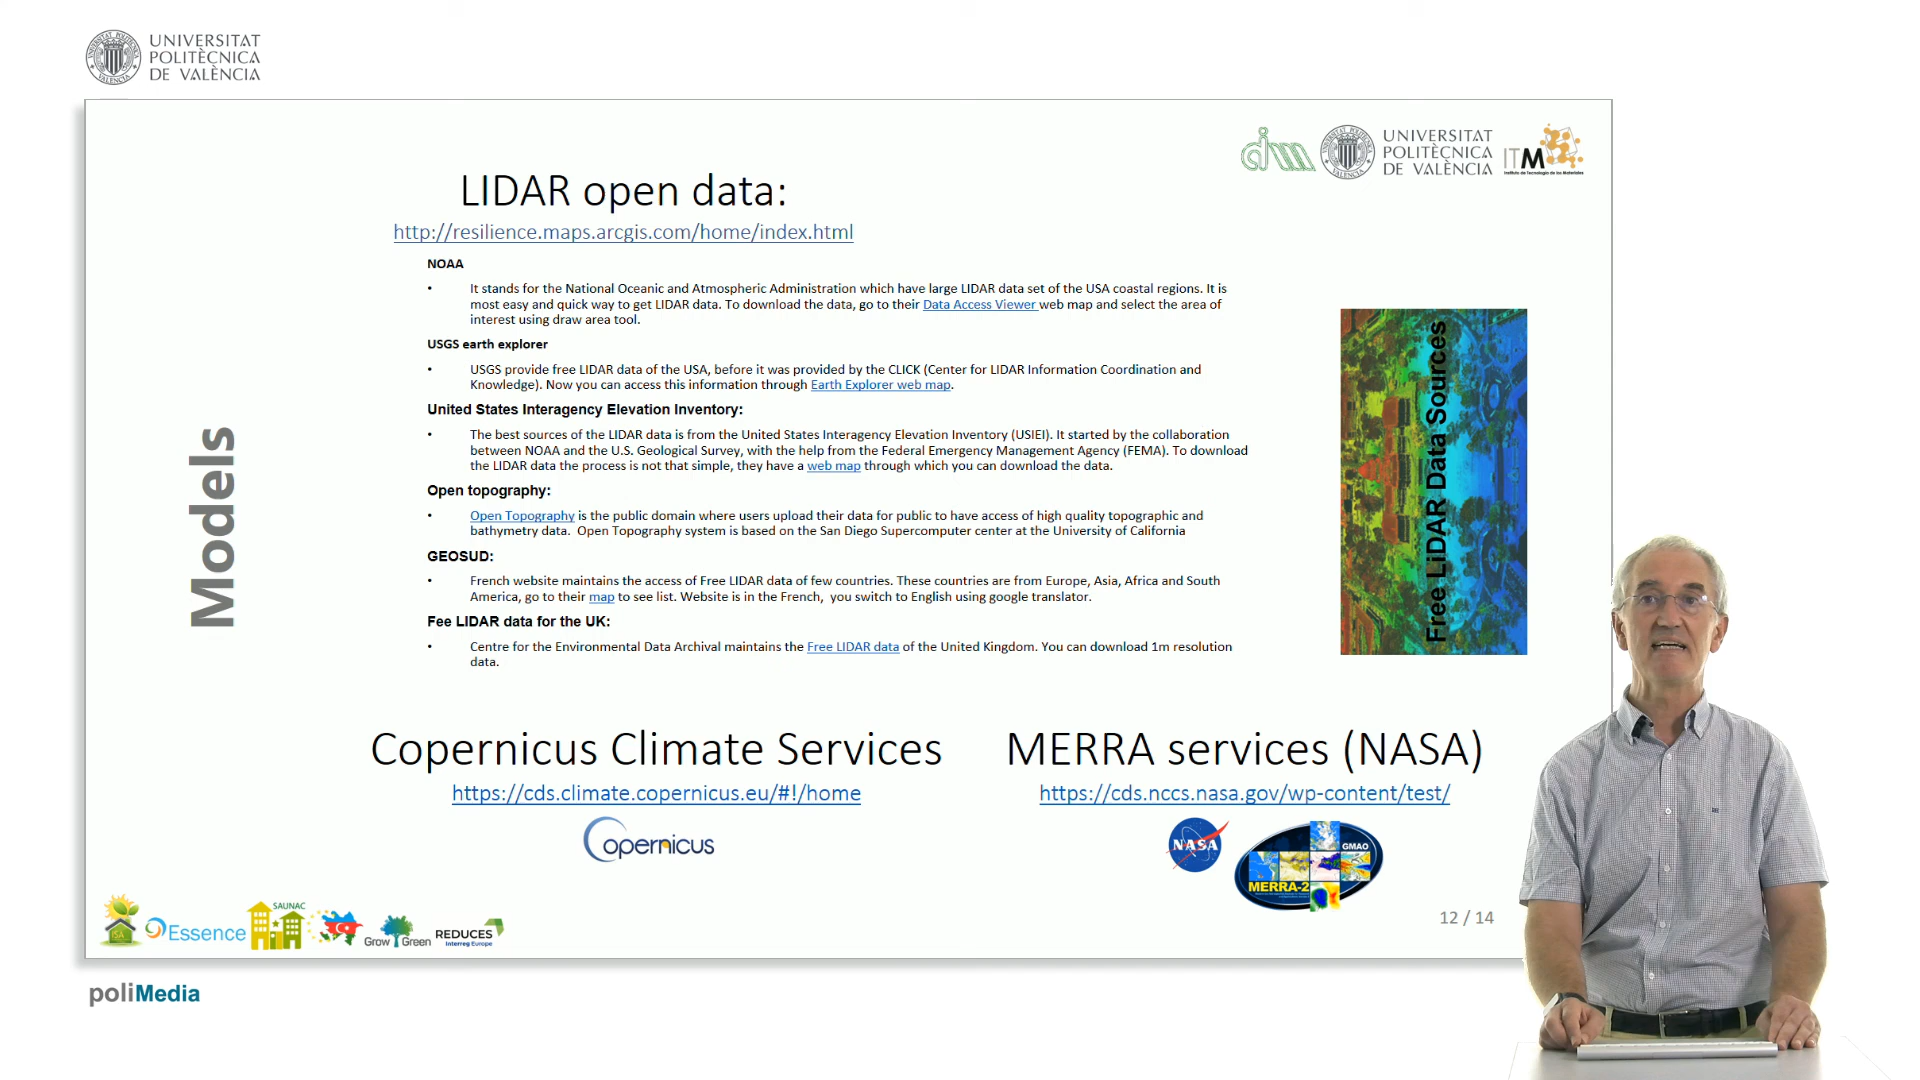 UNIVERSITAT
POLITÈCNICA
DE VALÈNCIA
UNIVERSITAT
POLITÈCNICA
DE VALÈNCIA
ITM
Instituto de Tecnología de los Materiales
LIDAR open data:
http://resilience.maps.arcgis.com/home/index.html
NOAA
• It stands for the National Oceanic and Atmospheric Administration which have large LIDAR data set of the USA coastal regions. It is
most easy and quick way to get LIDAR data. To download the data, go to their Data Access Viewer web map and select the area of
interest using draw area tool.
USGS earth explorer
• USGS provide free LIDAR data of the USA, before it was provided by the CLICK (Center for LIDAR Information Coordination and
Knowledge). Now you can access this information through Earth Explorer web map.
United States Interagency Elevation Inventory:
• The best sources of the LIDAR data is from the United States Interagency Elevation Inventory (USIEI). It started by the collaboration
between NOAA and the U.S. Geological Survey, with the help from the Federal Emergency Management Agency (FEMA). To download
the LIDAR data the process is not that simple, they have a web map through which you can download the data.
Open topography:
• Open Topography is the public domain where users upload their data for public to have access of high quality topographic and
bathymetry data. Open Topography system is based on the San Diego Supercomputer center at the University of California
GEOSUD:
• French website maintains the access of Free LIDAR data of few countries. These countries are from Europe, Asia, Africa and South
America, go to their map to see list. Website is in the French, you switch to English using google translator.
Fee LIDAR data for the UK:
• Centre for the Environmental Data Archival maintains the Free LIDAR data of the United Kingdom. You can download 1m resolution
data.
Models
Free LiDAR Data Sources
Copernicus Climate Services
https://cds.climate.copernicus.eu/#!/home
Copernicus
MERRA services (NASA)
https://cds.nccs.nasa.gov/wp-content/test/
NASA
GMAO
MERRA-2
12 / 14
Essence
SAUNAC
Grow Green
REDUCES
Interreg Europe
poliMedia